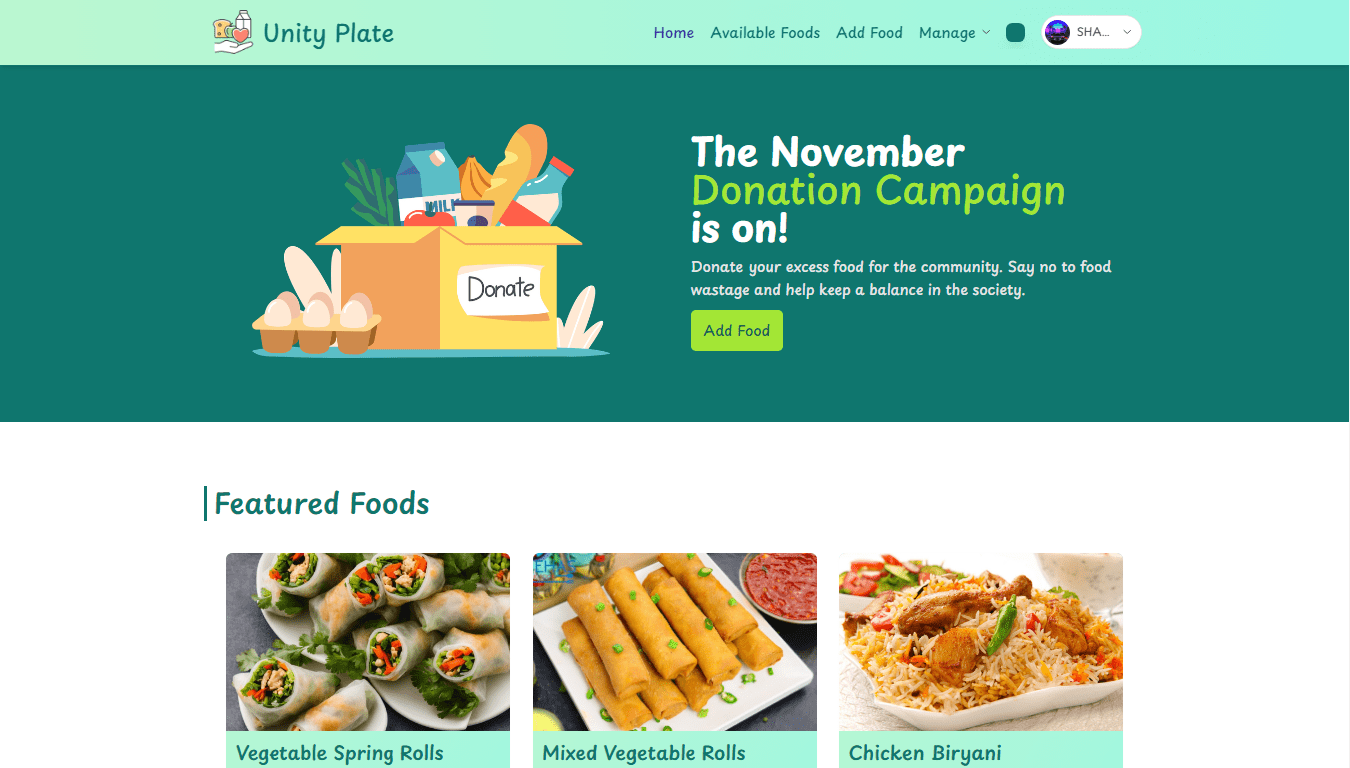 Unity Plate
Home Available Foods Add Food Manage SHA...
The November
Donation Campaign
is on!
Donate your excess food for the community. Say no to food
wastage and help keep a balance in the society.
Add Food
MILK
Donate
Featured Foods
Vegetable Spring Rolls
Mixed Vegetable Rolls
Chicken Biryani